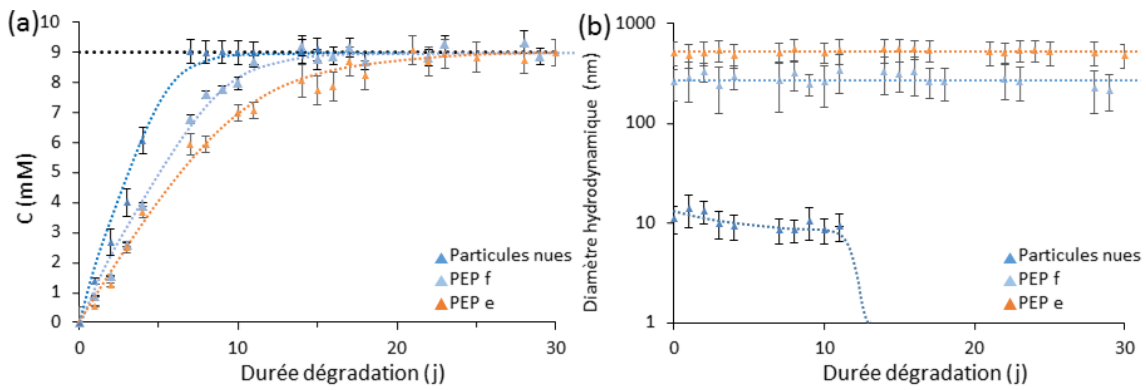 (a)
C (mM)
10
9
8
7
6
5
4
3
2
1
0
0 10 20 30
Durée dégradation (j)
Particules nues
PEP f
PEP e
(b)
Diamètre hydrodynamique (nm)
1000
100
10
1
0 10 20 30
Durée dégradation (j)
Particules nues
PEP f
PEP e